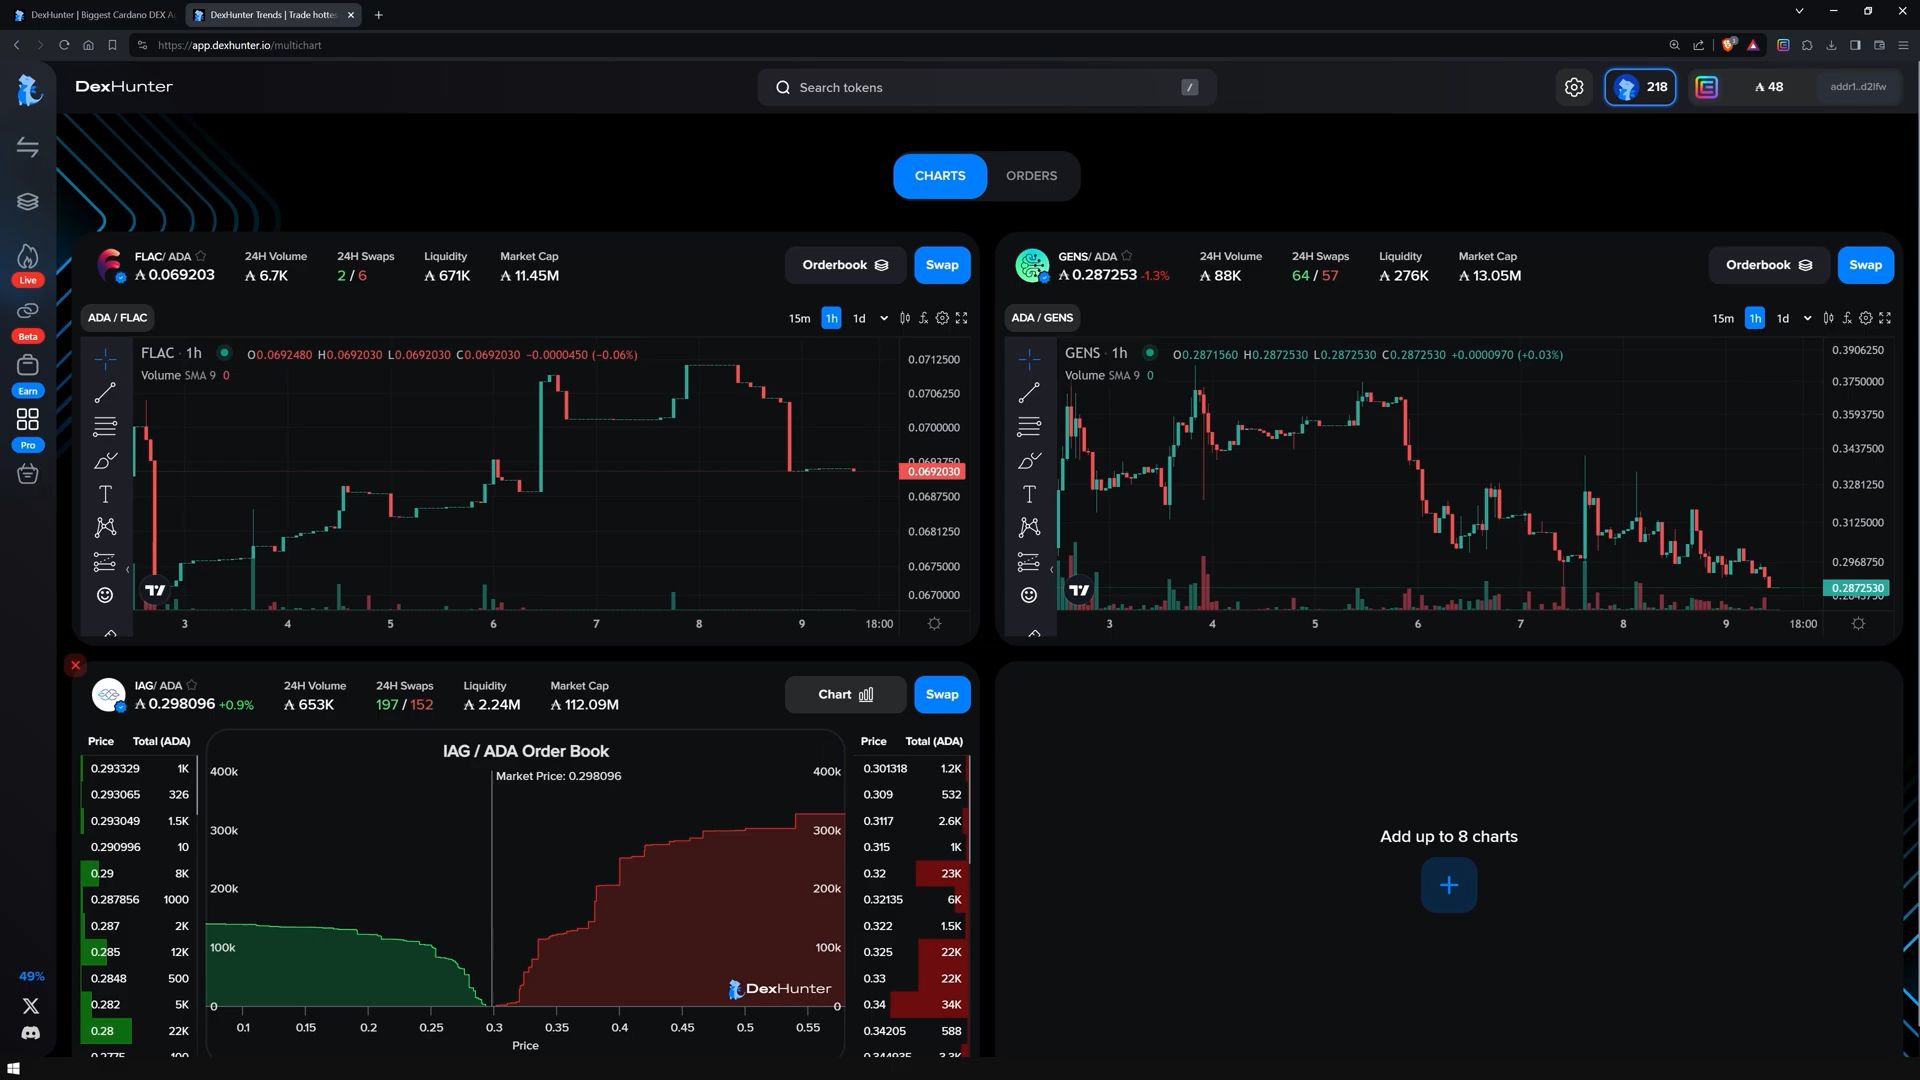 DexHunter | Biggest Cardano DEX A
DexHunter Trends | Trade hottes
https://app.dexhunter.io/multichart
DexHunter
Search tokens
/
218
₳ 48
addr1..d2lfw
CHARTS
ORDERS
Live
Beta
Earn
Pro
49%
FLAC/ ADA
₳ 0.069203
24H Volume
₳ 6.7K
24H Swaps
2 / 6
Liquidity
₳ 671K
Market Cap
₳ 11.45M
Orderbook
Swap
ADA / FLAC
15m
1h
1d
FLAC · 1h
O0.0692480 H0.0692030 L0.0692030 C0.0692030 −0.0000450 (−0.06%)
Volume SMA 9 0
0.0712500
0.0706250
0.0700000
0.0692030
0.0687500
0.0681250
0.0675000
0.0670000
3
4
5
6
7
8
9
18:00
GENS/ ADA
₳ 0.287253 -1.3%
24H Volume
₳ 88K
24H Swaps
64 / 57
Liquidity
₳ 276K
Market Cap
₳ 13.05M
Orderbook
Swap
ADA / GENS
15m
1h
1d
GENS · 1h
O0.2871560 H0.2872530 L0.2872530 C0.2872530 +0.0000970 (+0.03%)
Volume SMA 9 0
0.3906250
0.3750000
0.3593750
0.3437500
0.3281250
0.3125000
0.2968750
0.2872530
3
4
5
6
7
8
9
18:00
IAG/ ADA
₳ 0.298096 +0.9%
24H Volume
₳ 653K
24H Swaps
197 / 152
Liquidity
₳ 2.24M
Market Cap
₳ 112.09M
Chart
Swap
Price Total (ADA)
0.293329 1K
0.293065 326
0.293049 1.5K
0.290996 10
0.29 8K
0.287856 1000
0.287 2K
0.285 12K
0.2848 500
0.282 5K
0.28 22K
0.2775 100
IAG / ADA Order Book
Market Price: 0.298096
400k
300k
200k
100k
0
400k
300k
200k
100k
0
DexHunter
0.1
0.15
0.2
0.25
0.3
0.35
0.4
0.45
0.5
0.55
Price
Price Total (ADA)
0.301318 1.2K
0.309 532
0.3117 2.6K
0.315 1K
0.32 23K
0.32135 6K
0.322 1.5K
0.325 22K
0.33 22K
0.34 34K
0.34205 588
0.344935 3.3K
Add up to 8 charts